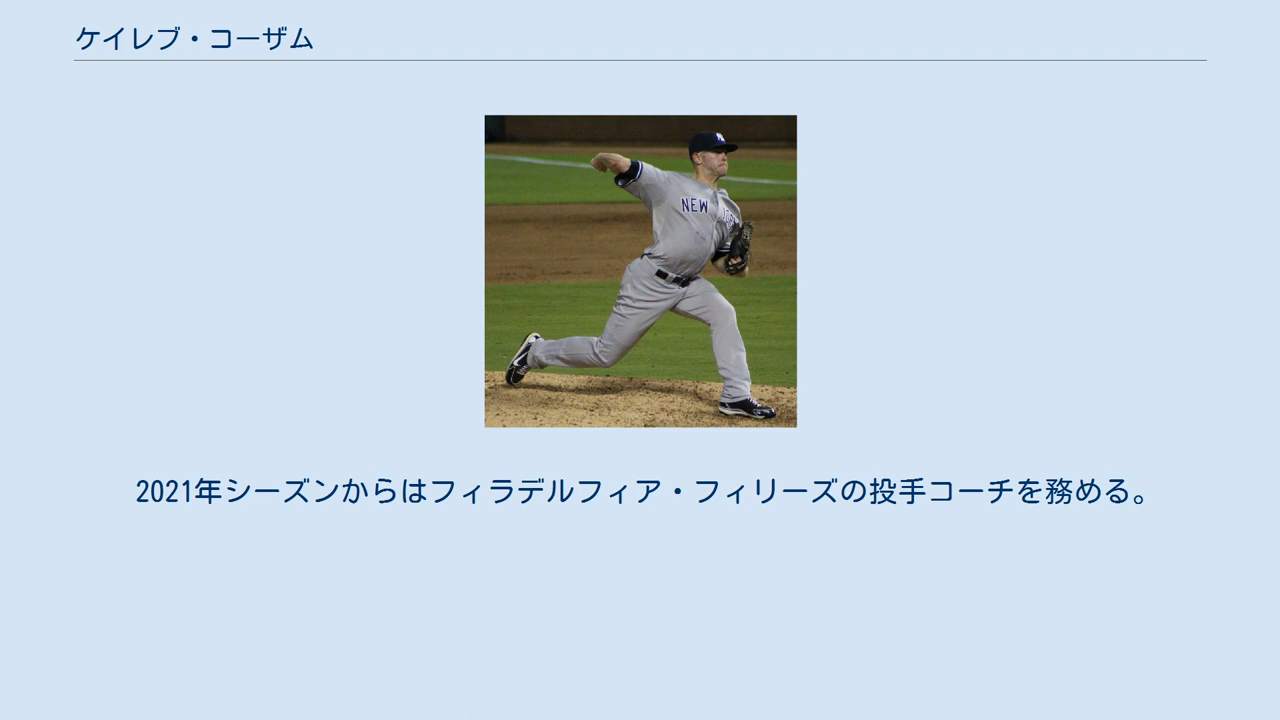 ケイレブ・コーザム
NEW
2021年シーズンからはフィラデルフィア・フィリーズの投手コーチを務める。